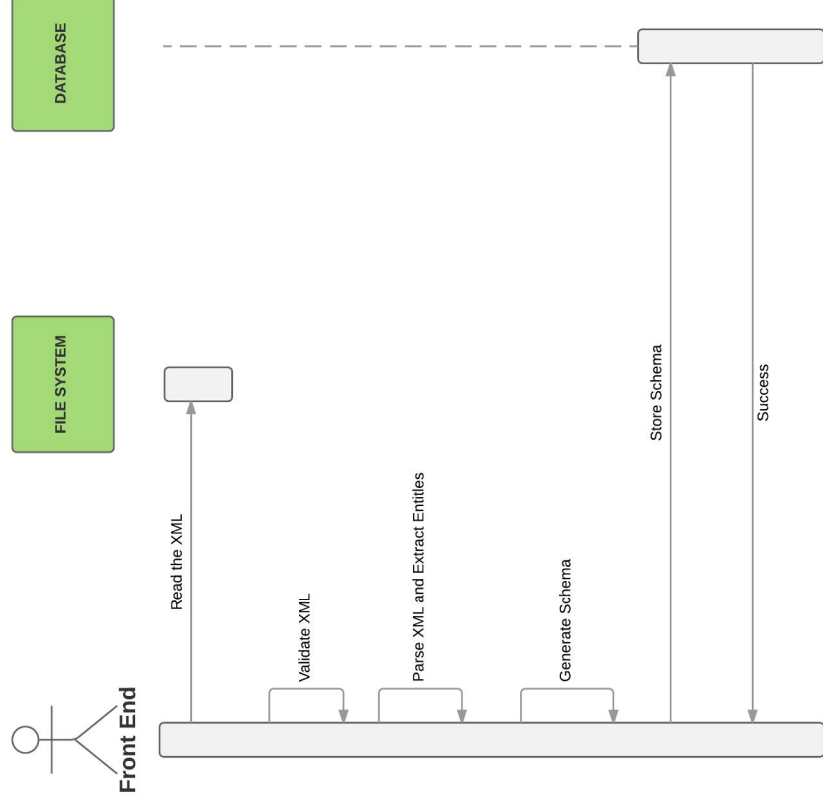 Front End
FILE SYSTEM
DATABASE
Read the XML
Validate XML
Parse XML and Extract Entitles
Generate Schema
Store Schema
Success